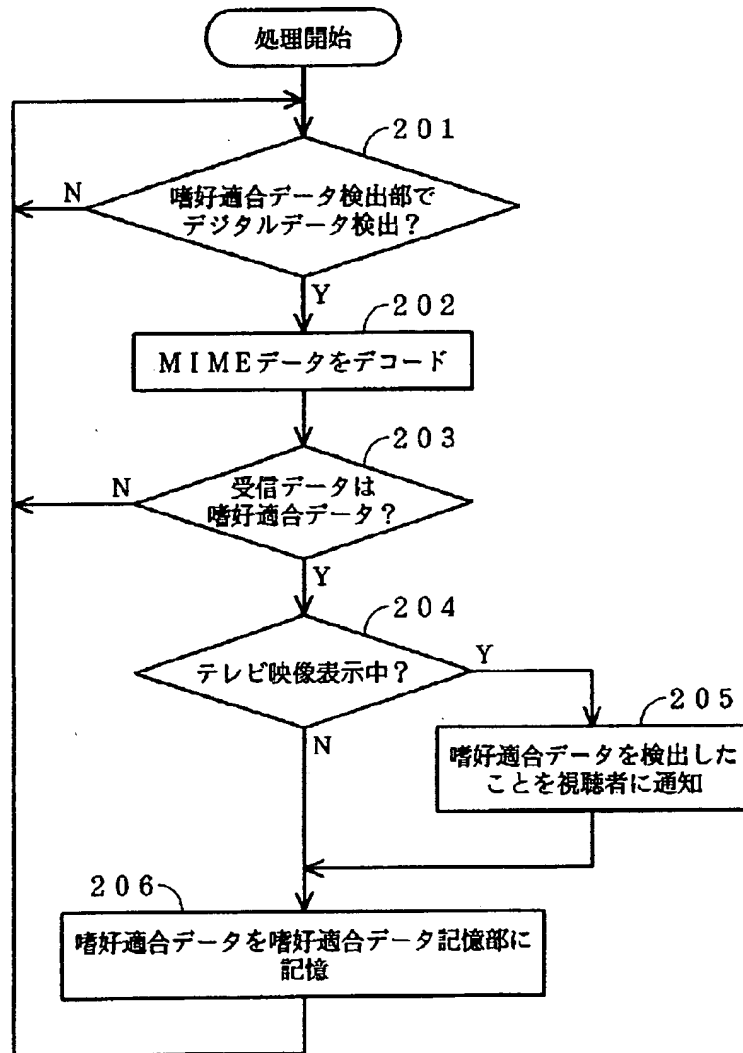 処理開始
201
嗜好適合データ検出部で
デジタルデータ検出？
N
Y
202
ＭＩＭＥデータをデコード
203
受信データは
嗜好適合データ？
N
Y
204
テレビ映像表示中？
Y
N
205
嗜好適合データを検出した
ことを視聴者に通知
206
嗜好適合データを嗜好適合データ記憶部に
記憶